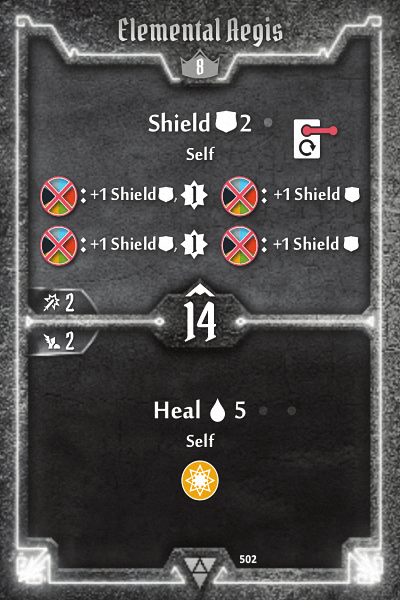 Elemental Aegis
8
Shield 2
Self
: +1 Shield, 1 : +1 Shield
: +1 Shield, 1 : +1 Shield
2
14
2
Heal 5
Self
502